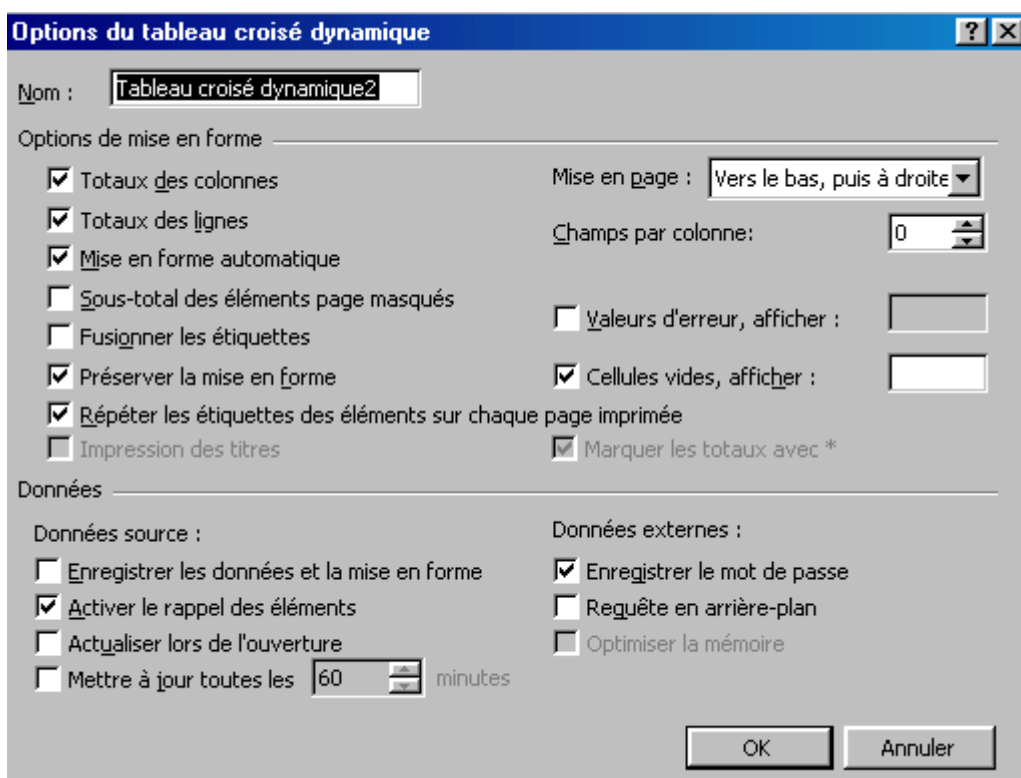 Options du tableau croisé dynamique
Nom : Tableau croisé dynamique2
Options de mise en forme
Totaux des colonnes
Mise en page : Vers le bas, puis à droite
Totaux des lignes
Champs par colonne: 0
Mise en forme automatique
Sous-total des éléments page masqués
Valeurs d'erreur, afficher :
Fusionner les étiquettes
Préserver la mise en forme
Cellules vides, afficher :
Répéter les étiquettes des éléments sur chaque page imprimée
Impression des titres
Marquer les totaux avec *
Données
Données source :
Données externes :
Enregistrer les données et la mise en forme
Enregistrer le mot de passe
Activer le rappel des éléments
Requête en arrière-plan
Actualiser lors de l'ouverture
Optimiser la mémoire
Mettre à jour toutes les 60 minutes
OK
Annuler